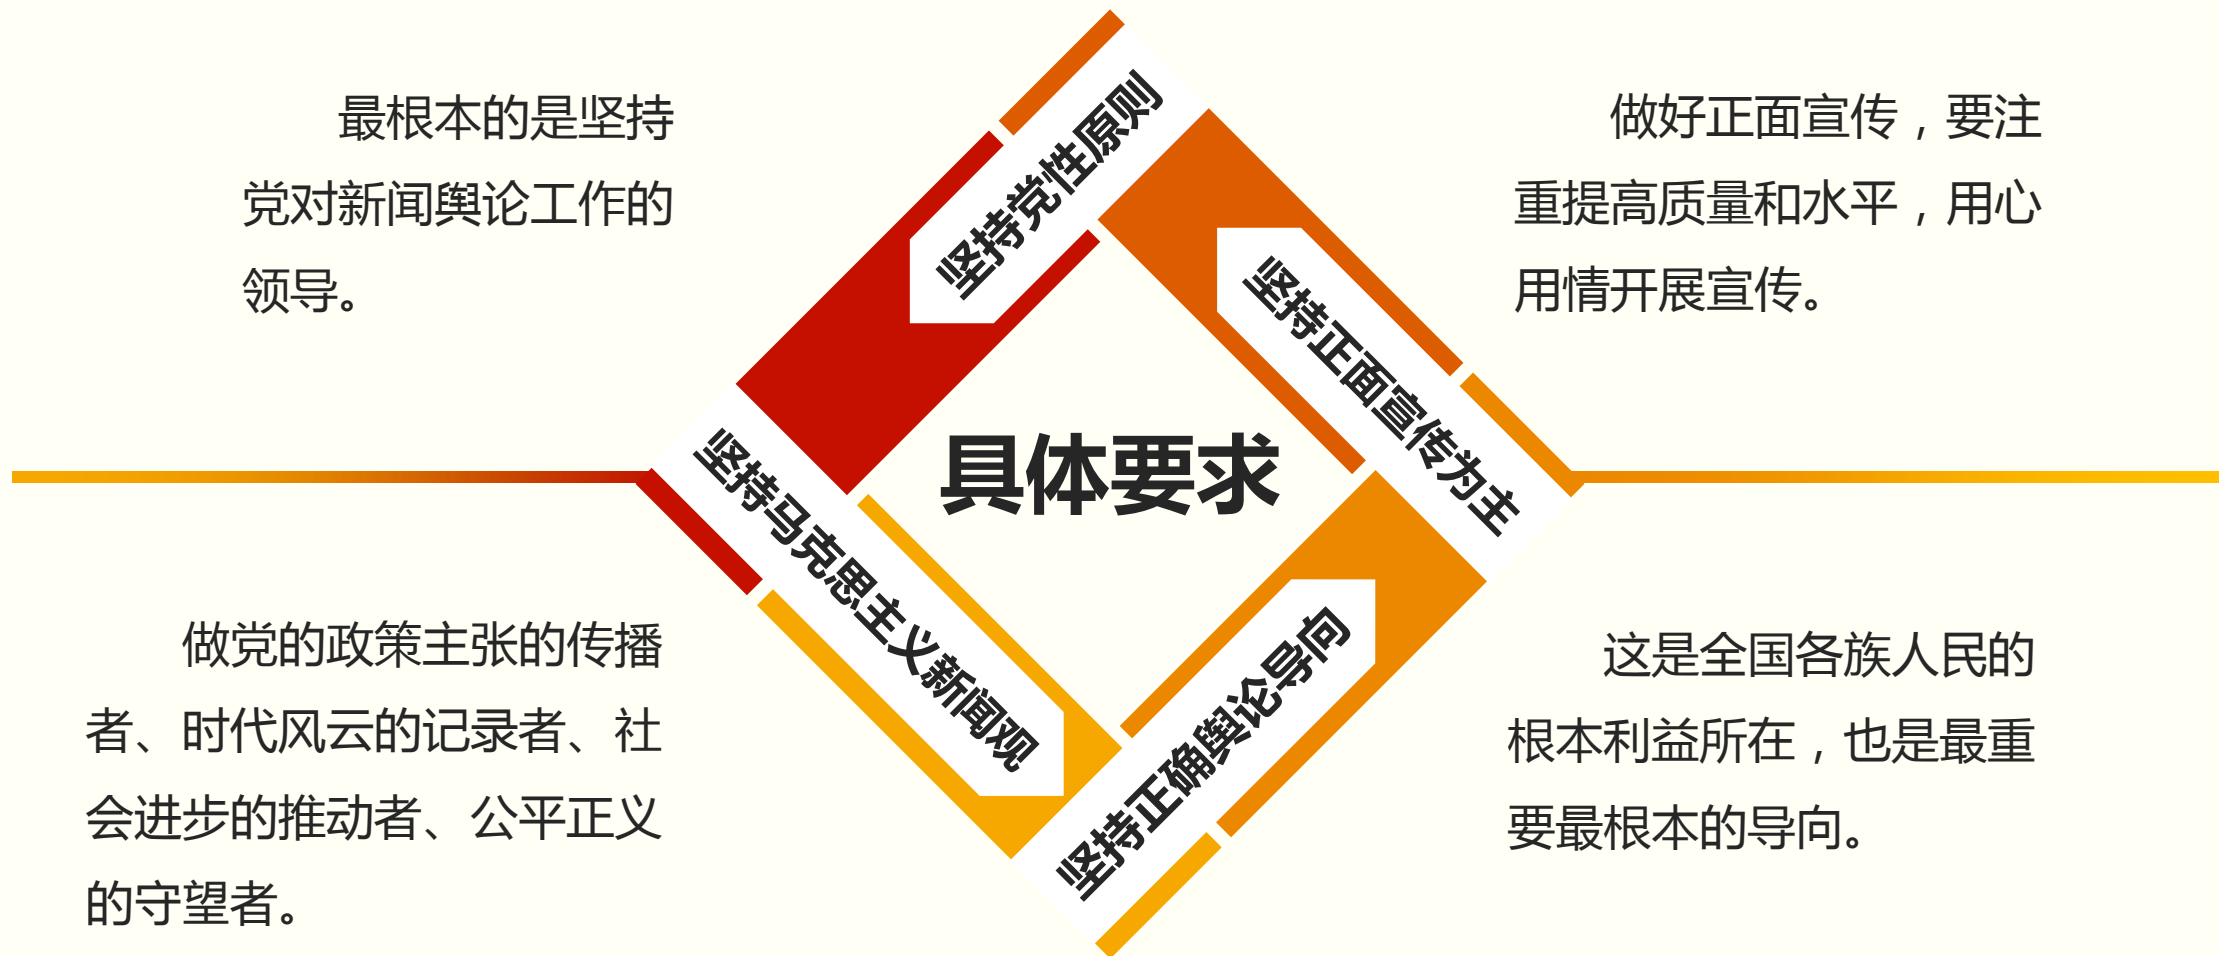 最根本的是坚持
党对新闻舆论工作的
领导。
坚持党性原则
做好正面宣传，要注
重提高质量和水平，用心
用情开展宣传。
坚持正面宣传为主
具体要求
坚持马克思主义新闻观
做党的政策主张的传播
者、时代风云的记录者、社
会进步的推动者、公平正义
的守望者。
坚持正确舆论导向
这是全国各族人民的
根本利益所在，也是最重
要最根本的导向。